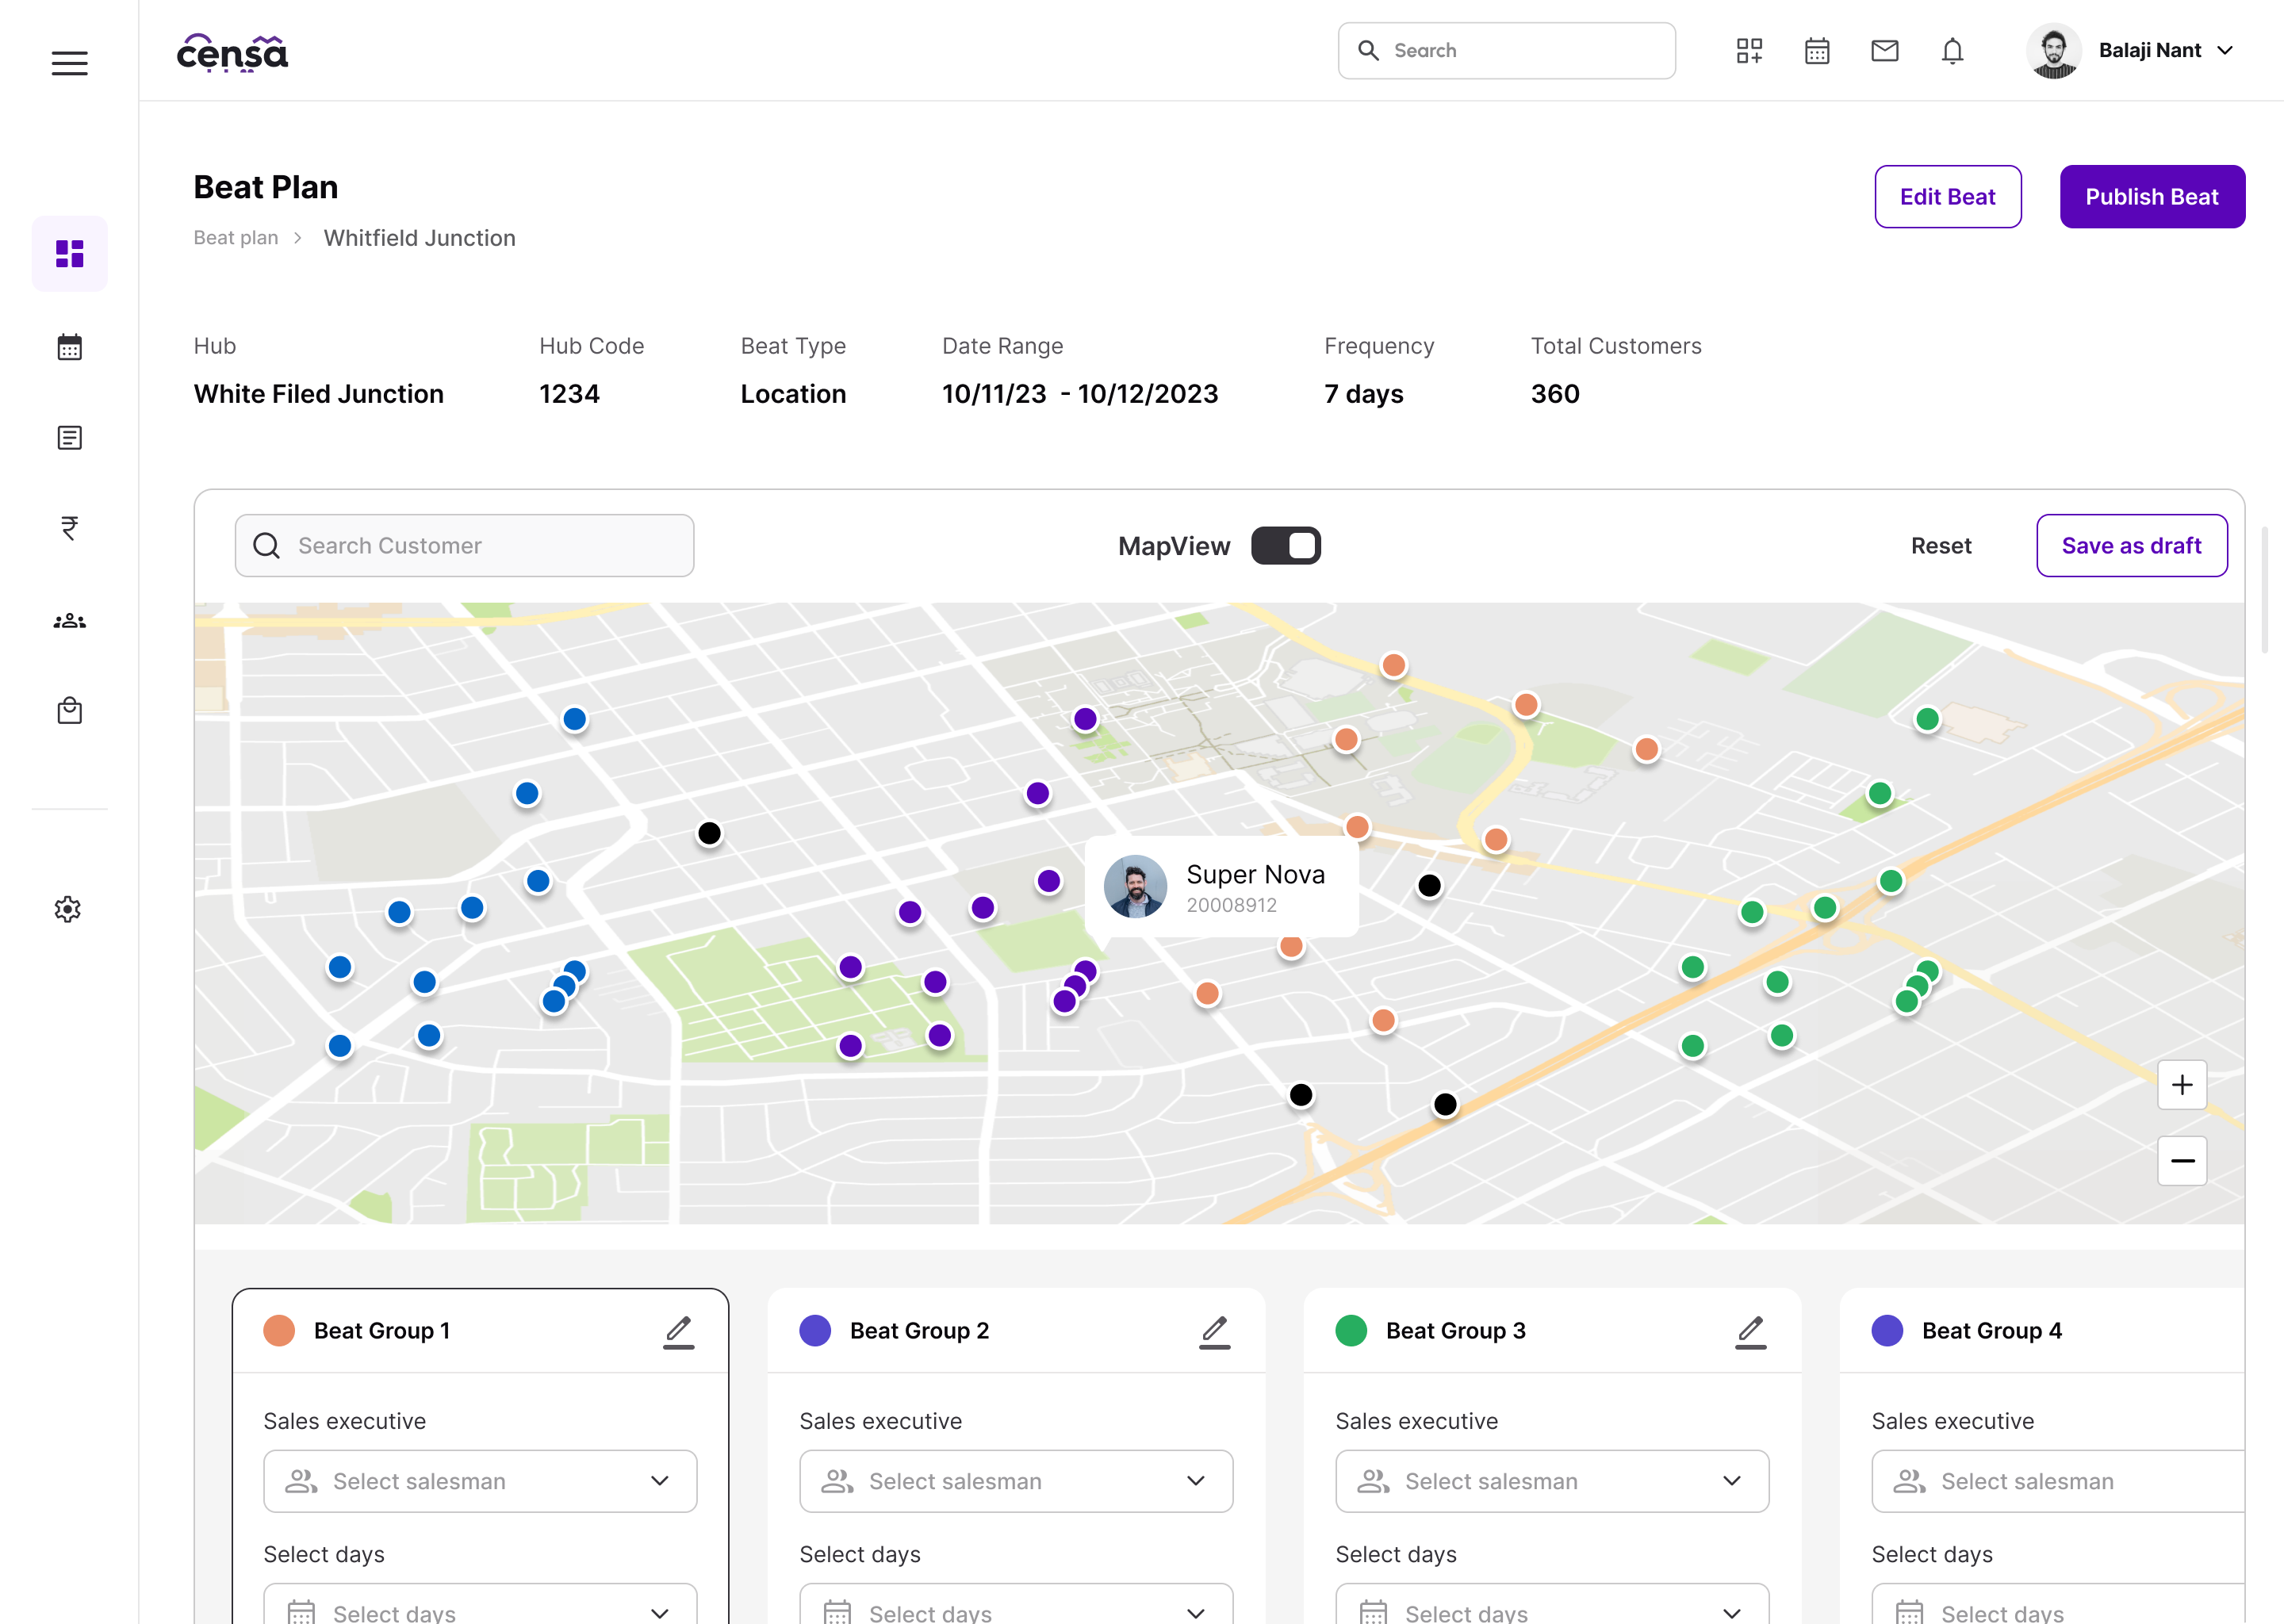 censa
Search
Balaji Nant
Beat Plan
Edit Beat
Publish Beat
Beat plan > Whitfield Junction
Hub
Hub Code
Beat Type
Date Range
Frequency
Total Customers
White Filed Junction
1234
Location
10/11/23 - 10/12/2023
7 days
360
Search Customer
MapView
Reset
Save as draft
Super Nova
20008912
Beat Group 1
Beat Group 2
Beat Group 3
Beat Group 4
Sales executive
Sales executive
Sales executive
Sales executive
Select salesman
Select salesman
Select salesman
Select salesman
Select days
Select days
Select days
Select days
Select days
Select days
Select days
Select days